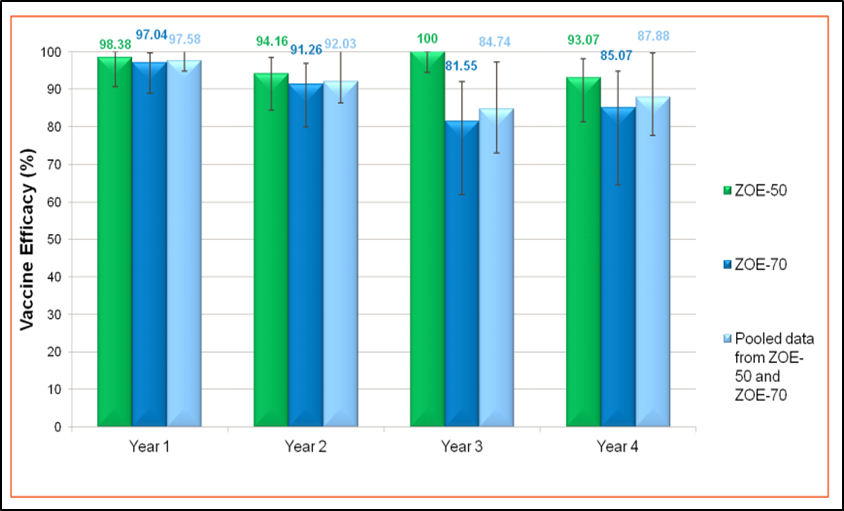 98.38
97.04
97.58
94.16
91.26
92.03
100
81.55
84.74
93.07
85.07
87.88
Vaccine Efficacy (%)
100
90
80
70
60
50
40
30
20
10
0
Year 1
Year 2
Year 3
Year 4
ZOE-50
ZOE-70
Pooled data
from ZOE-
50 and
ZOE-70